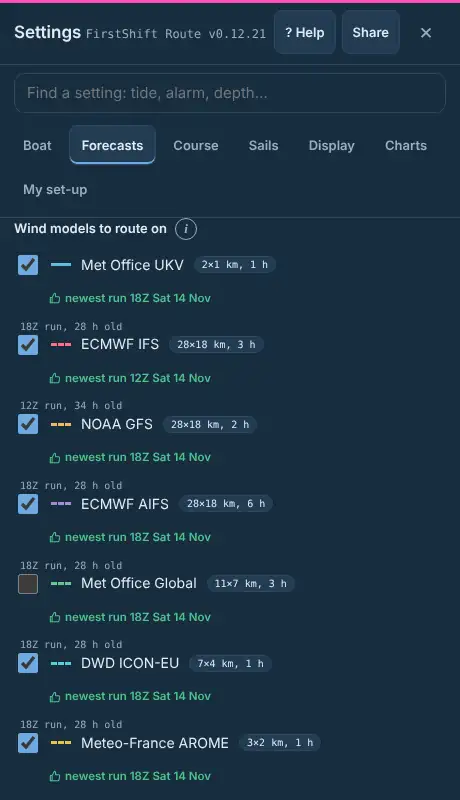 Settings FirstShift Route v0.12.21 ? Help Share ×
Find a setting: tide, alarm, depth...
Boat Forecasts Course Sails Display Charts
My set-up
Wind models to route on i
Met Office UKV 2×1 km, 1 h
newest run 18Z Sat 14 Nov
18Z run, 28 h old
ECMWF IFS 28×18 km, 3 h
newest run 12Z Sat 14 Nov
12Z run, 34 h old
NOAA GFS 28×18 km, 2 h
newest run 18Z Sat 14 Nov
18Z run, 28 h old
ECMWF AIFS 28×18 km, 6 h
newest run 18Z Sat 14 Nov
18Z run, 28 h old
Met Office Global 11×7 km, 3 h
newest run 18Z Sat 14 Nov
18Z run, 28 h old
DWD ICON-EU 7×4 km, 1 h
newest run 18Z Sat 14 Nov
18Z run, 28 h old
Meteo-France AROME 3×2 km, 1 h
newest run 18Z Sat 14 Nov